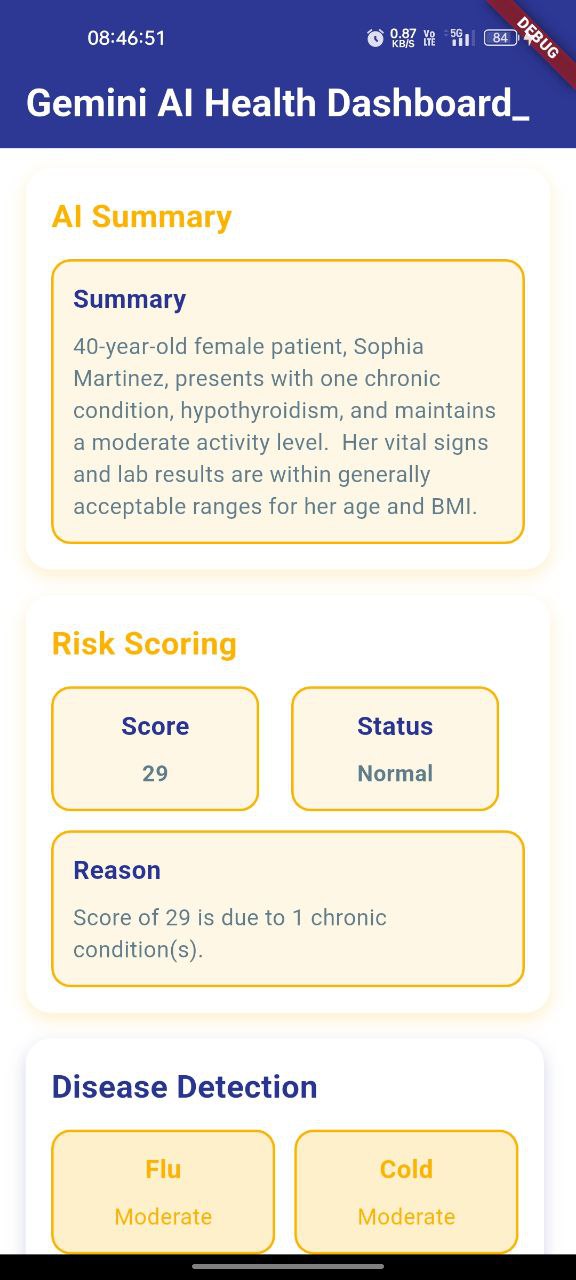 08:46:51
0.87 KB/S Vo LTE 5G 84
DEBUG
Gemini AI Health Dashboard_
AI Summary
Summary
40-year-old female patient, Sophia
Martinez, presents with one chronic
condition, hypothyroidism, and maintains
a moderate activity level.  Her vital signs
and lab results are within generally
acceptable ranges for her age and BMI.
Risk Scoring
Score
29
Status
Normal
Reason
Score of 29 is due to 1 chronic
condition(s).
Disease Detection
Flu
Moderate
Cold
Moderate